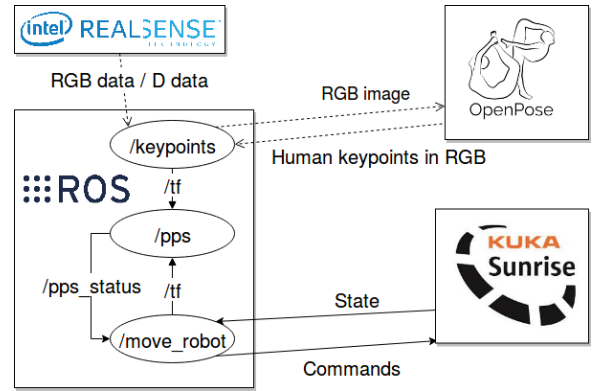 intel REALSENSE
TECHNOLOGY
RGB data / D data
RGB image
OpenPose
/keypoints
Human keypoints in RGB
/tf
ROS
/pps
KUKA
Sunrise
/pps_status
/tf
State
/move_robot
Commands